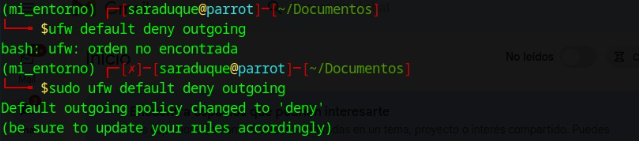 (mi_entorno) ┌─[saraduque@parrot]─[~/Documentos]
└──╼ $ufw default deny outgoing
bash: ufw: orden no encontrada
No leídos
Inicio
(mi_entorno) ┌─[✗]─[saraduque@parrot]─[~/Documentos]
└──╼ $sudo ufw default deny outgoing
Default outgoing policy changed to 'deny'
(be sure to update your rules accordingly)